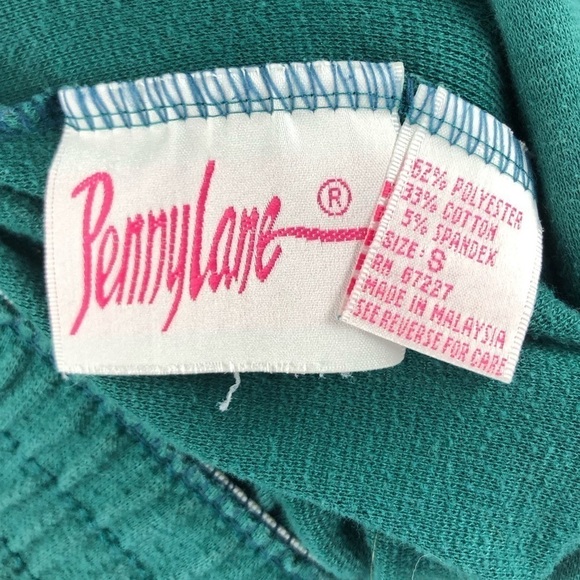 PennyLane ®
62% POLYESTER
33% COTTON
5% SPANDEX
SIZE: S
RN 67227
MADE IN MALAYSIA
SEE REVERSE FOR CARE